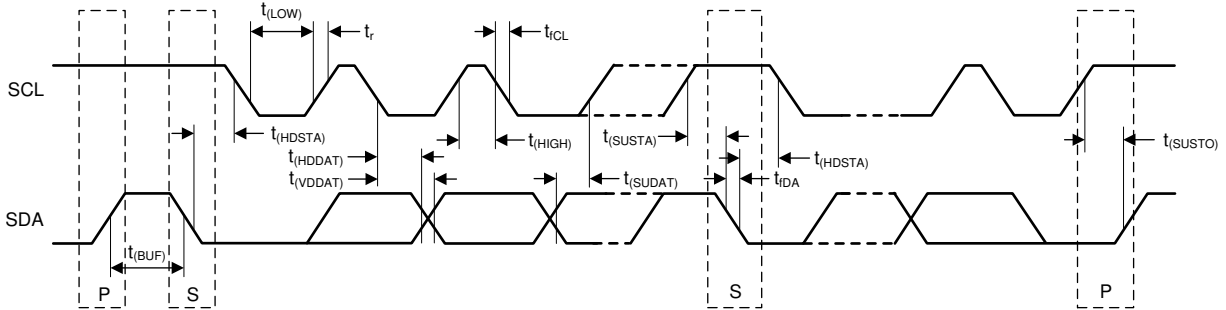 t(LOW)
tr
tfCL
SCL
t(HDSTA)
t(HIGH)
t(SUSTA)
t(HDSTA)
t(SUSTO)
t(HDDAT)
t(VDDAT)
t(SUDAT)
tfDA
SDA
t(BUF)
P
S
S
P